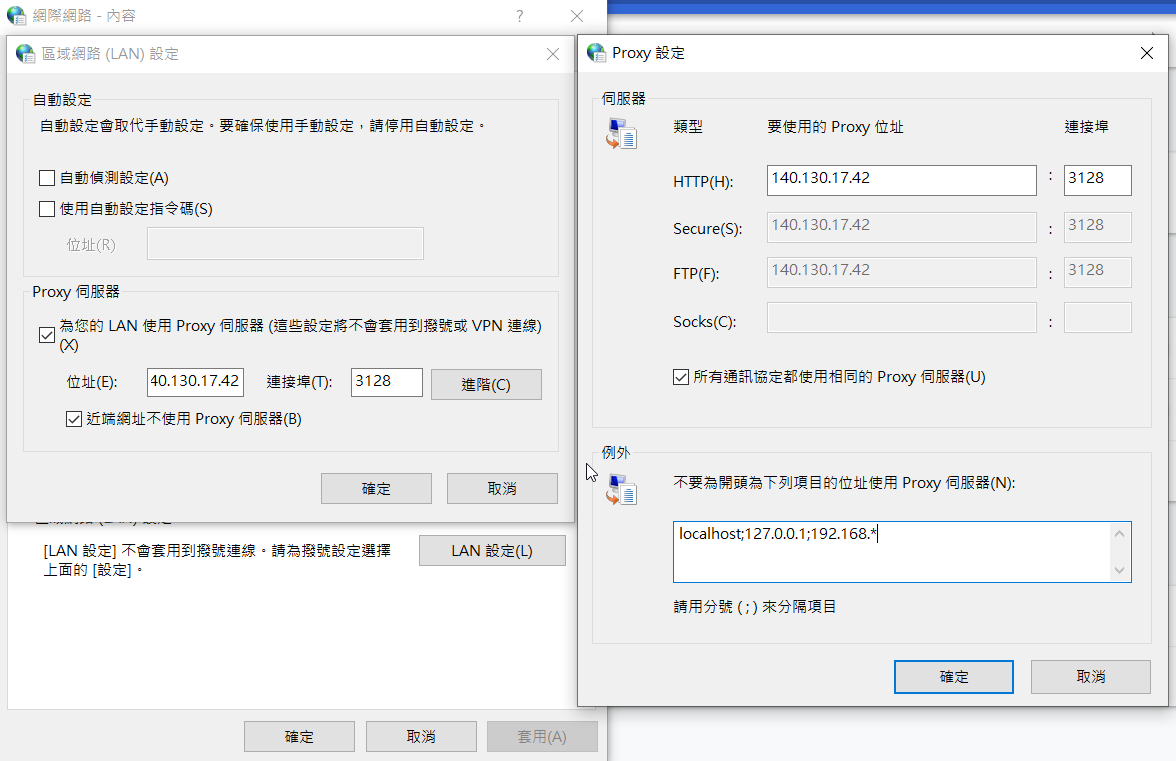 網際網路 - 內容
?
區域網路 (LAN) 設定
自動設定
自動設定會取代手動設定。要確保使用手動設定，請停用自動設定。
自動偵測設定(A)
使用自動設定指令碼(S)
位址(R)
Proxy 伺服器
為您的 LAN 使用 Proxy 伺服器 (這些設定將不會套用到撥號或 VPN 連線)
(X)
位址(E):
40.130.17.42
連接埠(T):
3128
進階(C)
近端網址不使用 Proxy 伺服器(B)
確定
取消
區域網路 (LAN) 設定
[LAN 設定] 不會套用到撥號連線。請為撥號設定選擇
上面的 [設定]。
LAN 設定(L)
確定
取消
套用(A)
Proxy 設定
伺服器
類型
要使用的 Proxy 位址
連接埠
HTTP(H):
140.130.17.42
:
3128
Secure(S):
140.130.17.42
:
3128
FTP(F):
140.130.17.42
:
3128
Socks(C):
:
所有通訊協定都使用相同的 Proxy 伺服器(U)
例外
不要為開頭為下列項目的位址使用 Proxy 伺服器(N):
localhost;127.0.0.1;192.168.*
請用分號 ( ; ) 來分隔項目
確定
取消